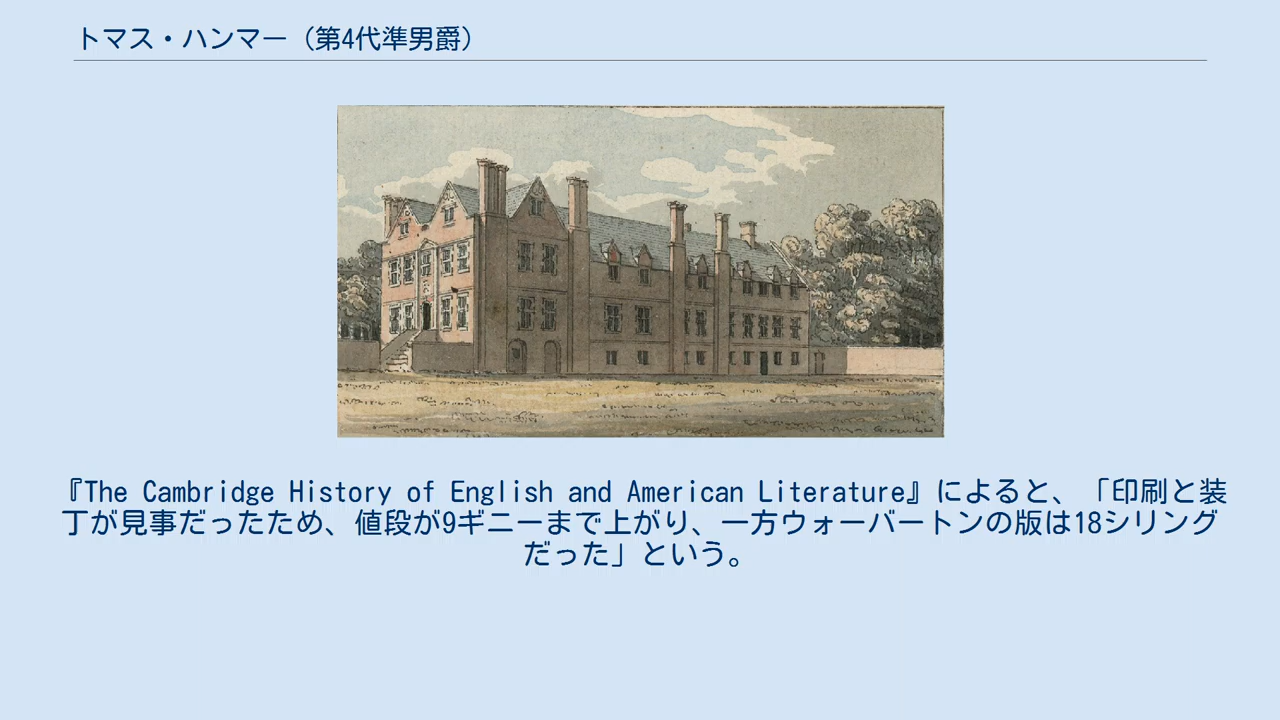 トマス・ハンマー（第4代準男爵）
『The Cambridge History of English and American Literature』によると、「印刷と装
丁が見事だったため、値段が9ギニーまで上がり、一方ウォーバートンの版は18シリング
だった」という。